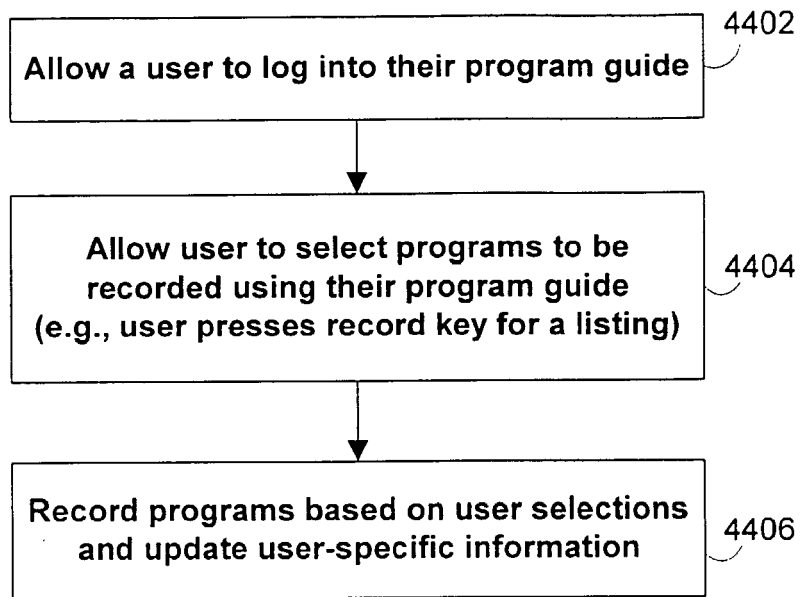 4402
Allow a user to log into their program guide
Allow user to select programs to be
recorded using their program guide
(e.g., user presses record key for a listing)
4404
Record programs based on user selections
and update user-specific information
4406